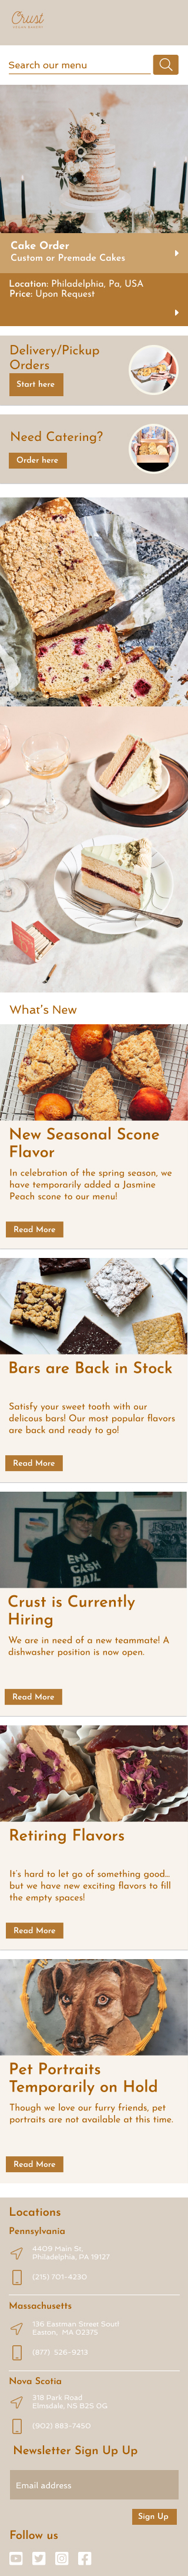 Crust
VEGAN BAKERY
Search our menu
Cake Order
Custom or Premade Cakes
Location: Philadelphia, Pa, USA
Price: Upon Request
Delivery/Pickup
Orders
Start here
Need Catering?
Order here
What's New
New Seasonal Scone
Flavor
In celebration of the spring season, we
have temporarily added a Jasmine
Peach scone to our menu!
Read More
Bars are Back in Stock
Satisfy your sweet tooth with our
delicous bars! Our most popular flavors
are back and ready to go!
Read More
END
CASH
BAIL
Crust is Currently
Hiring
We are in need of a new teammate! A
dishwasher position is now open.
Read More
Retiring Flavors
It's hard to let go of something good...
but we have new exciting flavors to fill
the empty spaces!
Read More
Pet Portraits
Temporarily on Hold
Though we love our furry friends, pet
portraits are not available at this time.
Read More
Locations
Pennsylvania
4409 Main St.
Philadelphia, PA 19127
(215) 701-4230
Massachusetts
136 Eastman Street Sout
Easton, MA 02375
(877) 526-9213
Nova Scotia
318 Park Road
Elmsdale, NS B2S 0G
(902) 883-7450
Newsletter Sign Up Up
Email address
Sign Up
Follow us